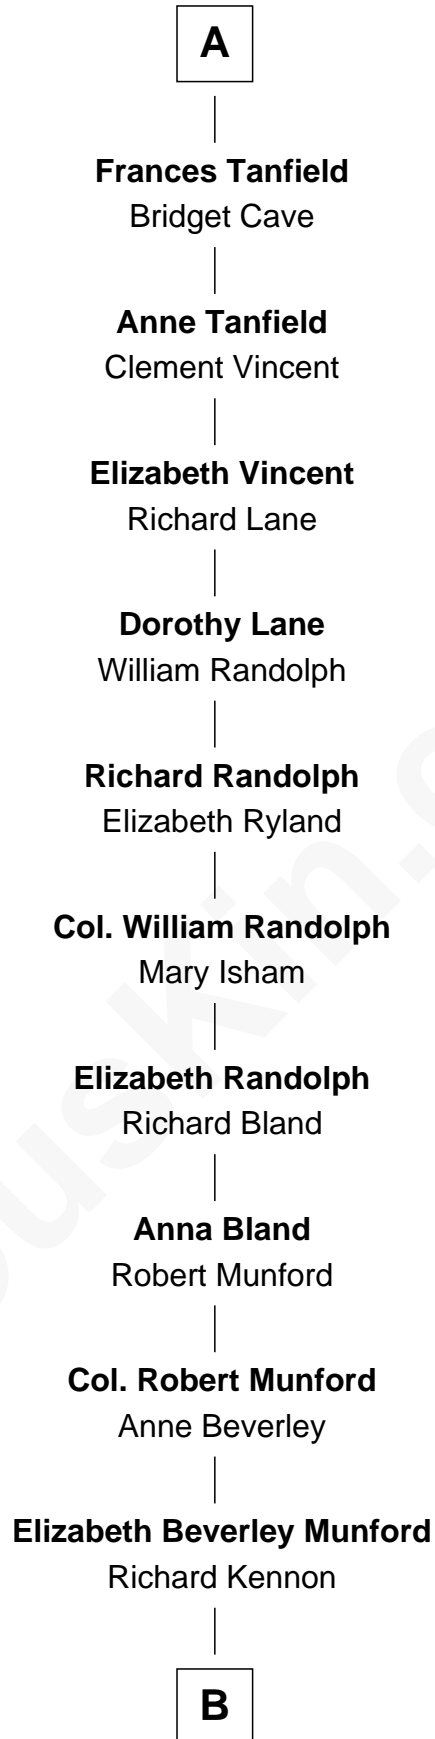 A
Frances Tanfield
Bridget Cave
Anne Tanfield
Clement Vincent
Elizabeth Vincent
Richard Lane
Dorothy Lane
William Randolph
Richard Randolph
Elizabeth Ryland
Col. William Randolph
Mary Isham
Elizabeth Randolph
Richard Bland
Anna Bland
Robert Munford
Col. Robert Munford
Anne Beverley
Elizabeth Beverley Munford
Richard Kennon
B